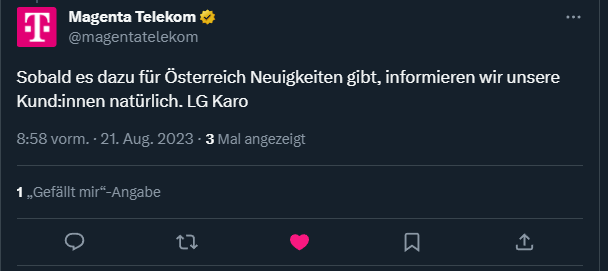 Magenta Telekom
@magentatelekom
Sobald es dazu für Österreich Neuigkeiten gibt, informieren wir unsere
Kund:innen natürlich. LG Karo
8:58 vorm. · 21. Aug. 2023 · 3 Mal angezeigt
1 „Gefällt mir“-Angabe